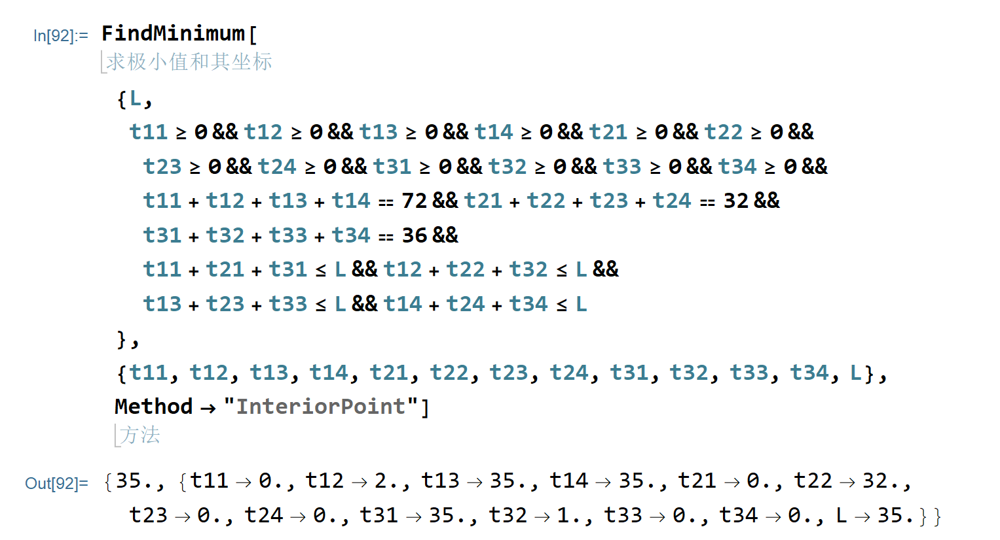 In[92]:= FindMinimum[
求极小值和其坐标
{L,
t11 ≥ 0 && t12 ≥ 0 && t13 ≥ 0 && t14 ≥ 0 && t21 ≥ 0 && t22 ≥ 0 &&
t23 ≥ 0 && t24 ≥ 0 && t31 ≥ 0 && t32 ≥ 0 && t33 ≥ 0 && t34 ≥ 0 &&
t11 + t12 + t13 + t14 == 72 && t21 + t22 + t23 + t24 == 32 &&
t31 + t32 + t33 + t34 == 36 &&
t11 + t21 + t31 ≤ L && t12 + t22 + t32 ≤ L &&
t13 + t23 + t33 ≤ L && t14 + t24 + t34 ≤ L
},
{t11, t12, t13, t14, t21, t22, t23, t24, t31, t32, t33, t34, L},
Method → "InteriorPoint"]
方法
Out[92]= {35., {t11 → 0., t12 → 2., t13 → 35., t14 → 35., t21 → 0., t22 → 32.,
t23 → 0., t24 → 0., t31 → 35., t32 → 1., t33 → 0., t34 → 0., L → 35.}}